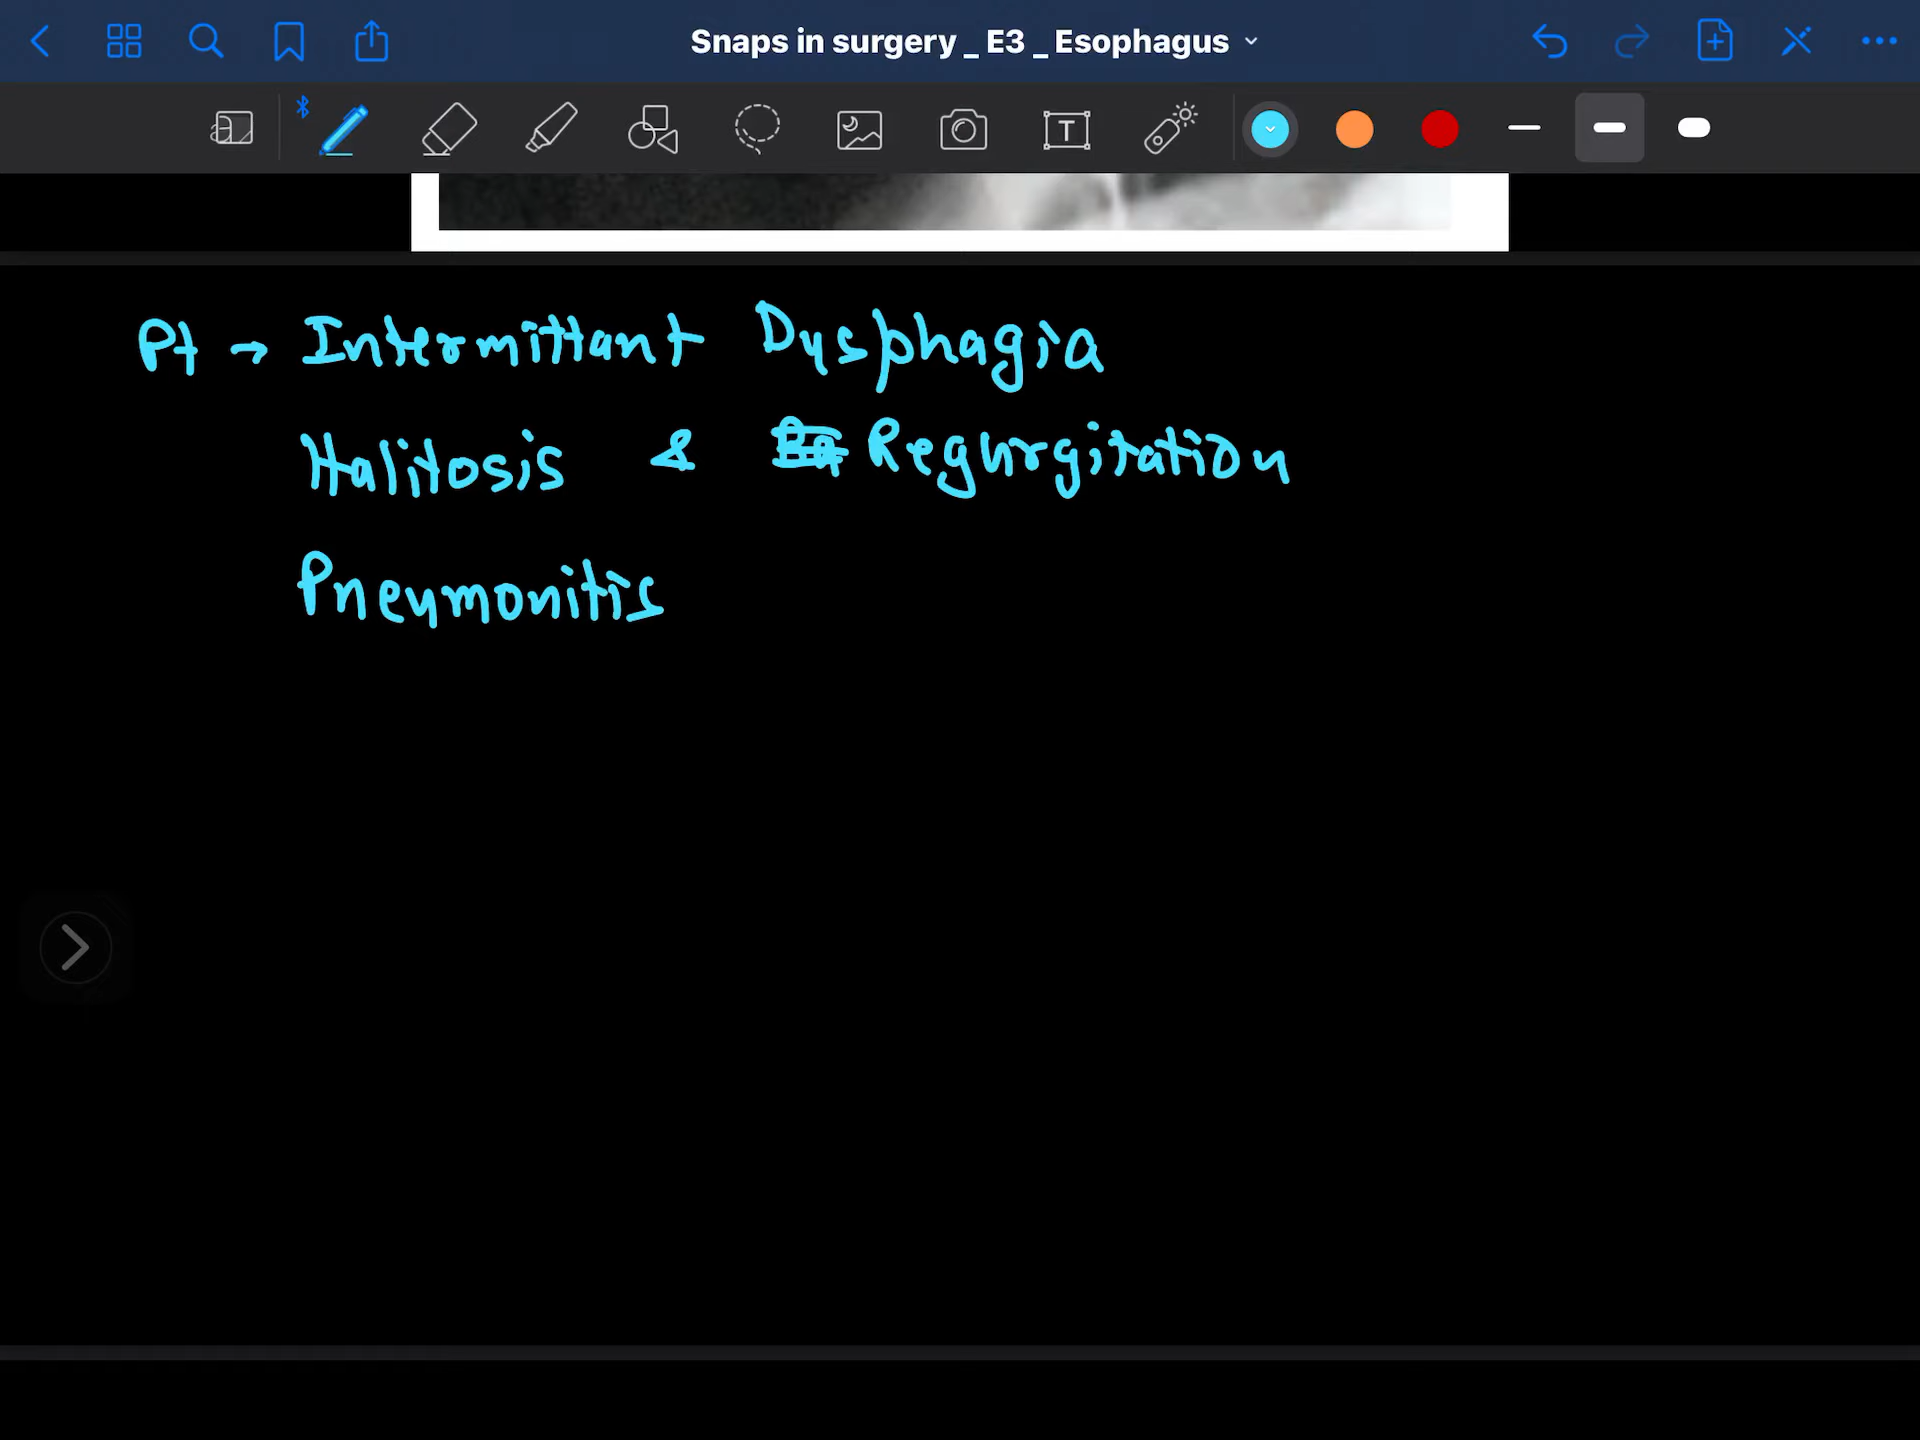 Snaps in surgery _ E3 _ Esophagus
Pt → Intermittant Dysphagia
Halitosis & Regurgitation
Pneumonitis